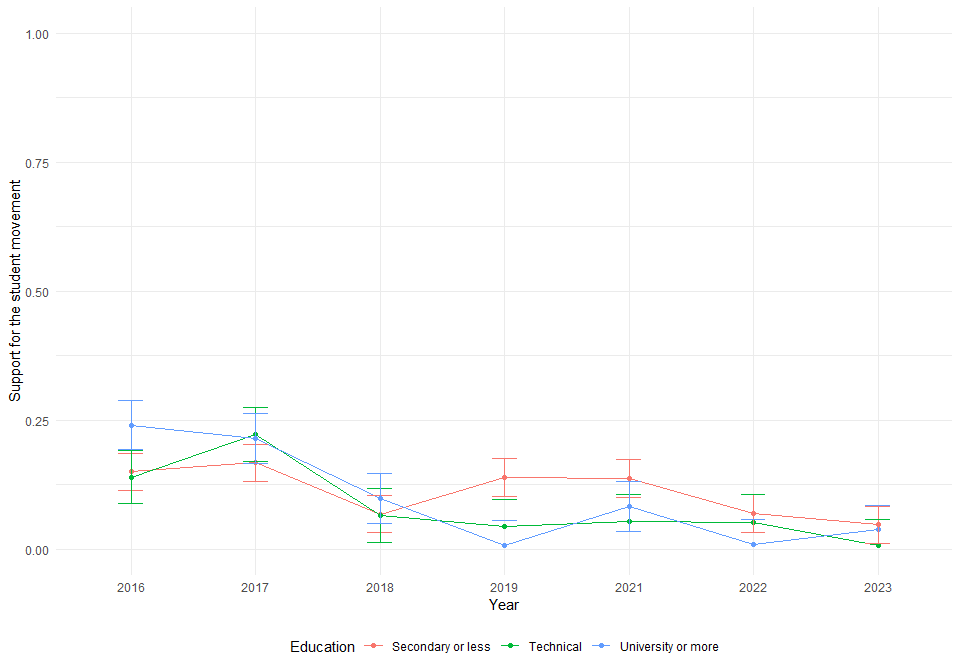 1.00
0.75
0.50
0.25
0.00
Support for the student movement
2016 2017 2018 2019 2021 2022 2023
Year
Education Secondary or less Technical University or more